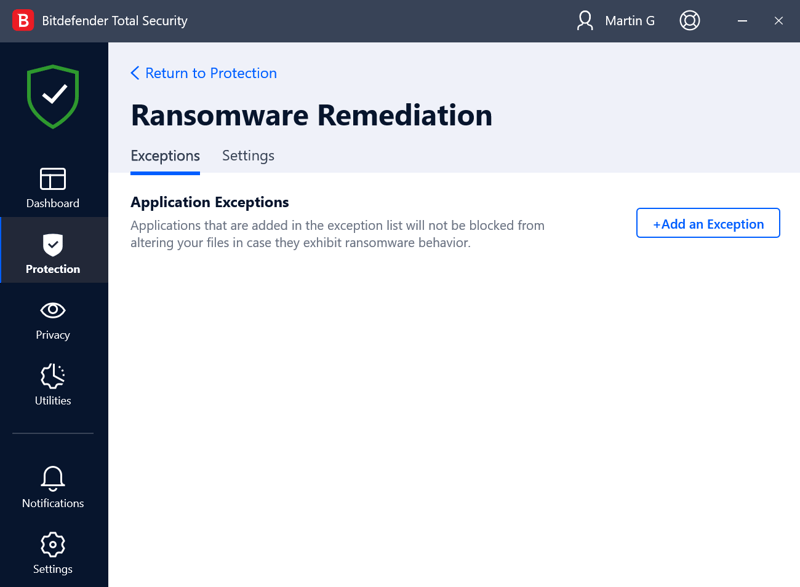 B Bitdefender Total Security
Martin G
Return to Protection
Ransomware Remediation
Exceptions Settings
Application Exceptions
Applications that are added in the exception list will not be blocked from
altering your files in case they exhibit ransomware behavior.
+Add an Exception
Dashboard
Protection
Privacy
Utilities
Notifications
Settings